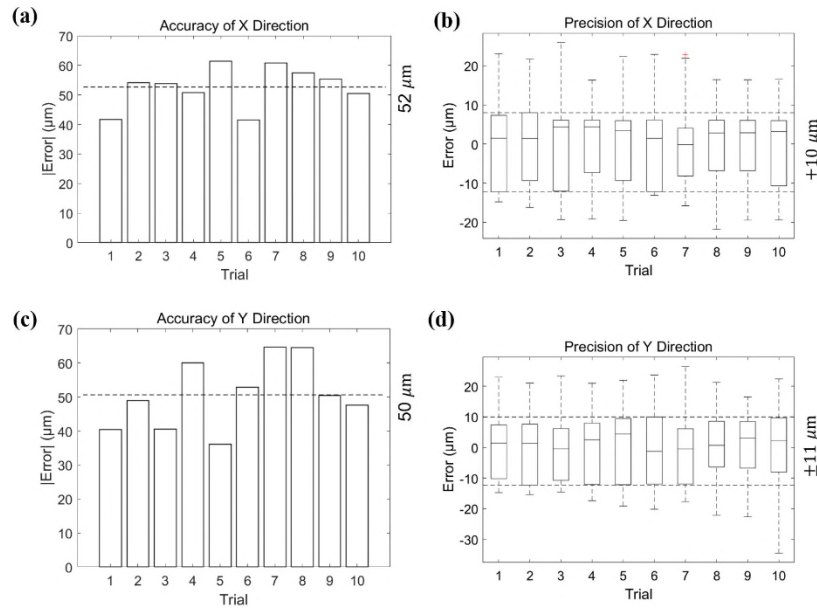 (a)
Accuracy of X Direction
70
60
50
40
30
20
10
0
|Error| (μm)
1 2 3 4 5 6 7 8 9 10
Trial
52 μm
(b)
Precision of X Direction
20
10
0
-10
-20
Error (μm)
1 2 3 4 5 6 7 8 9 10
Trial
+10 μm
(c)
Accuracy of Y Direction
70
60
50
40
30
20
10
0
|Error| (μm)
1 2 3 4 5 6 7 8 9 10
Trial
50 μm
(d)
Precision of Y Direction
20
10
0
-10
-20
-30
Error (μm)
1 2 3 4 5 6 7 8 9 10
Trial
±11 μm